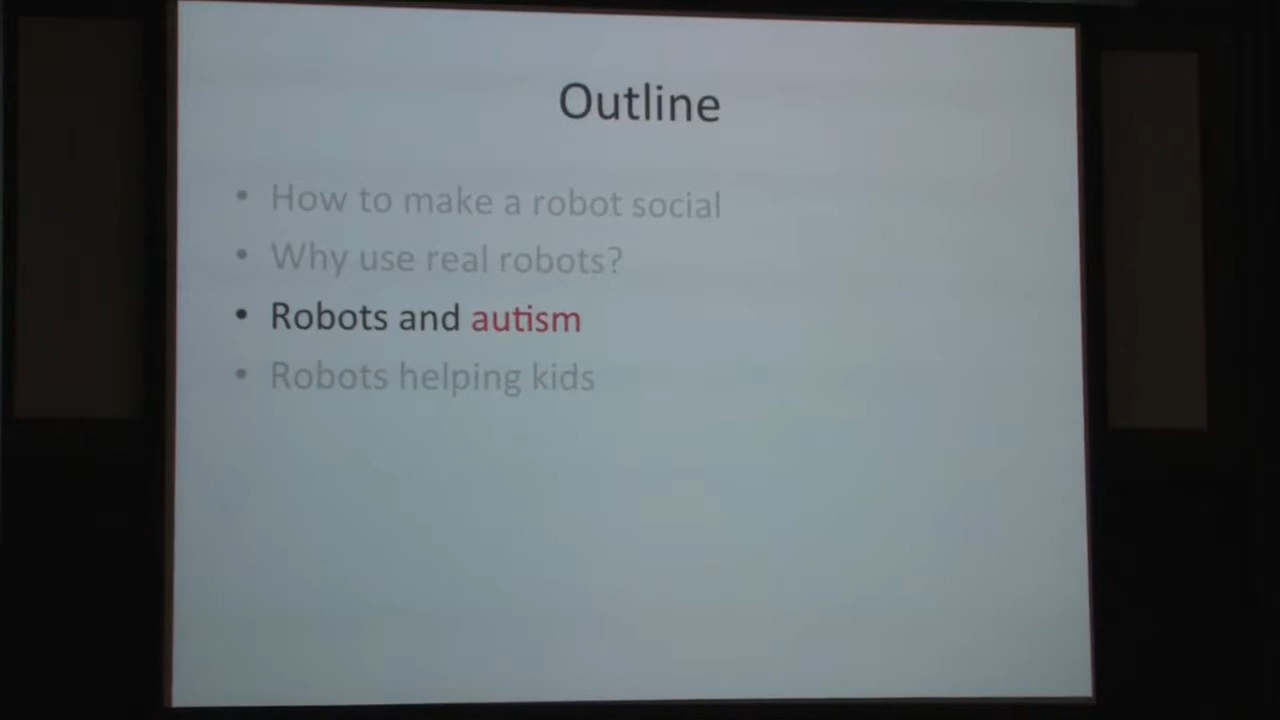 Outline
• How to make a robot social
• Why use real robots?
• Robots and autism
• Robots helping kids